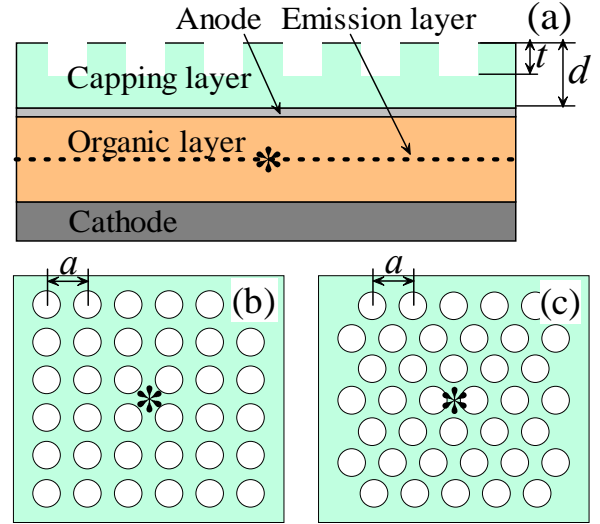 Anode Emission layer (a)
t
d
Capping layer
Organic layer
Cathode
a
(b)
a
(c)